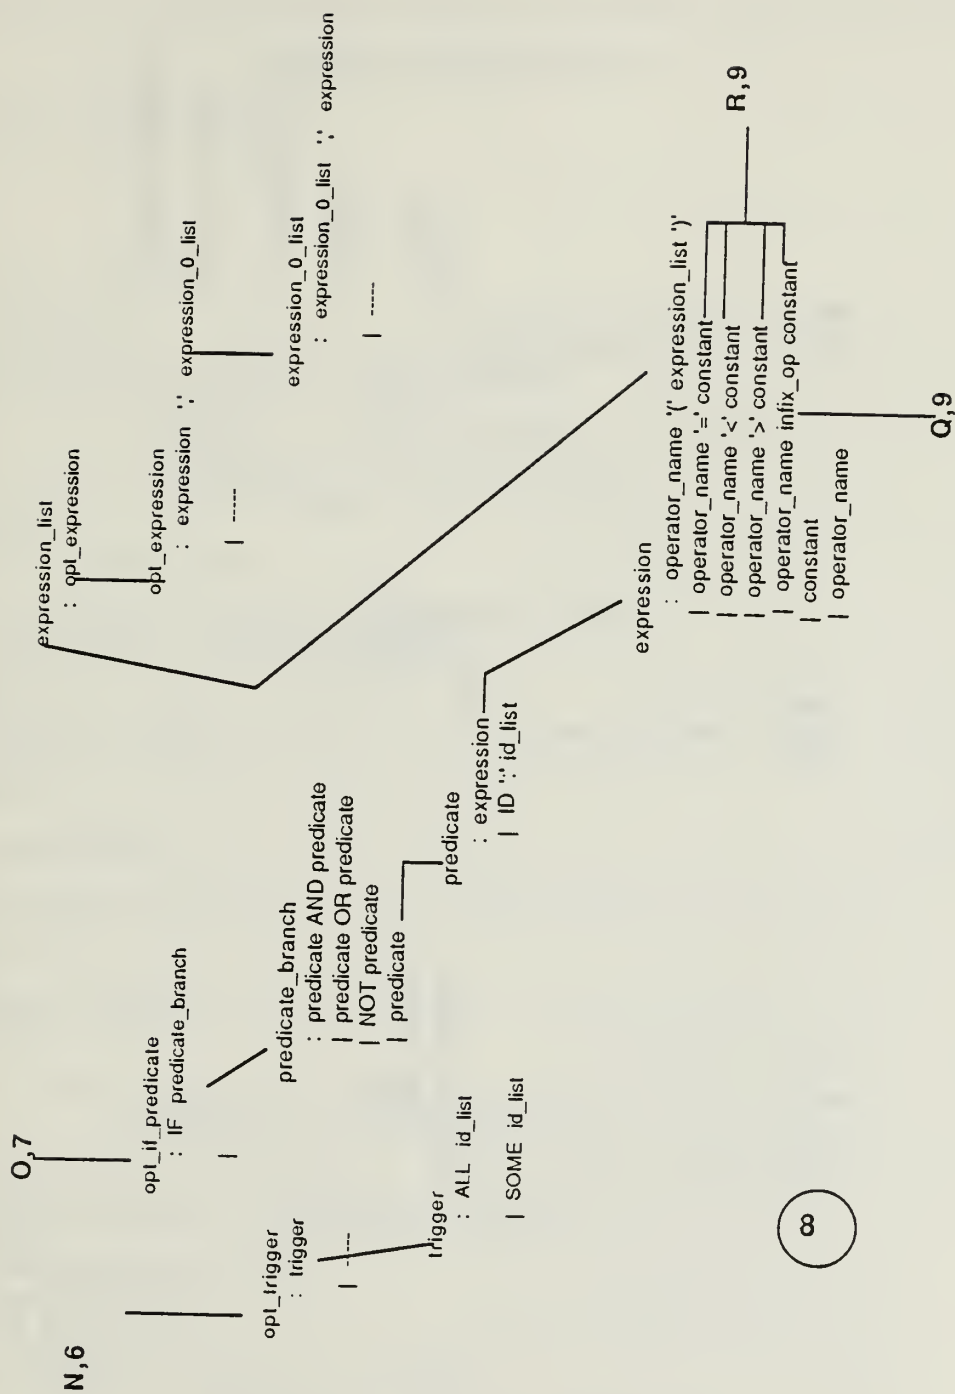 N,6
opt_trigger
: trigger
| -----
trigger
: ALL id_list
| SOME id_list
O,7
opt_if_predicate
: IF predicate_branch
|
predicate_branch
: predicate AND predicate
| predicate OR predicate
| NOT predicate
| predicate
predicate
: expression
| ID ':' id_list
expression_list
: opt_expression
opt_expression
: expression ',' expression_0_list
| -----
expression_0_list
: expression_0_list ',' expression
| -----
expression
: operator_name '(' expression_list ')'
| operator_name '=' constant
| operator_name '<' constant
| operator_name '>' constant
| operator_name infix_op constant
| constant
| operator_name
R,9
Q,9
8